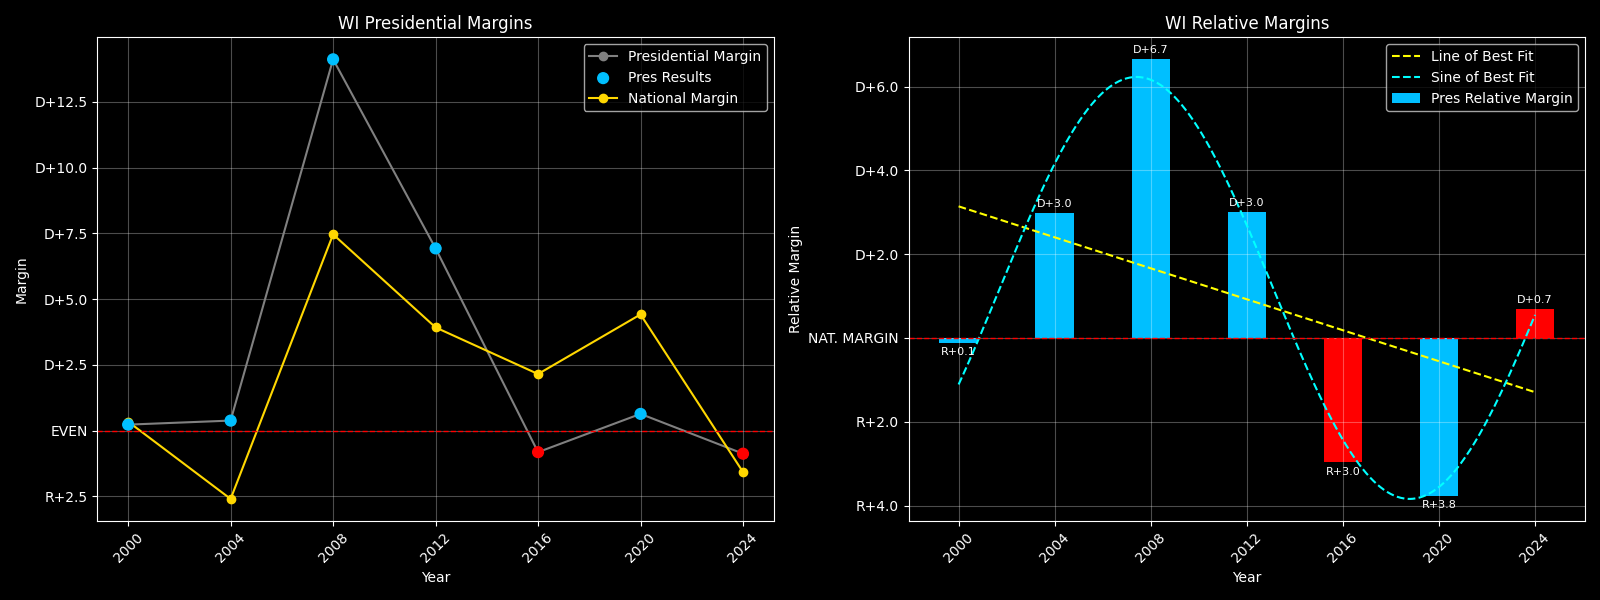 WI Presidential Margins
Presidential Margin
Pres Results
National Margin
D+12.5
D+10.0
D+7.5
D+5.0
D+2.5
EVEN
R+2.5
Margin
2000
2004
2008
2012
2016
2020
2024
Year
WI Relative Margins
Line of Best Fit
Sine of Best Fit
Pres Relative Margin
D+6.0
D+4.0
D+2.0
NAT. MARGIN
R+2.0
R+4.0
Relative Margin
R+0.1
D+3.0
D+6.7
D+3.0
R+3.0
R+3.8
D+0.7
2000
2004
2008
2012
2016
2020
2024
Year